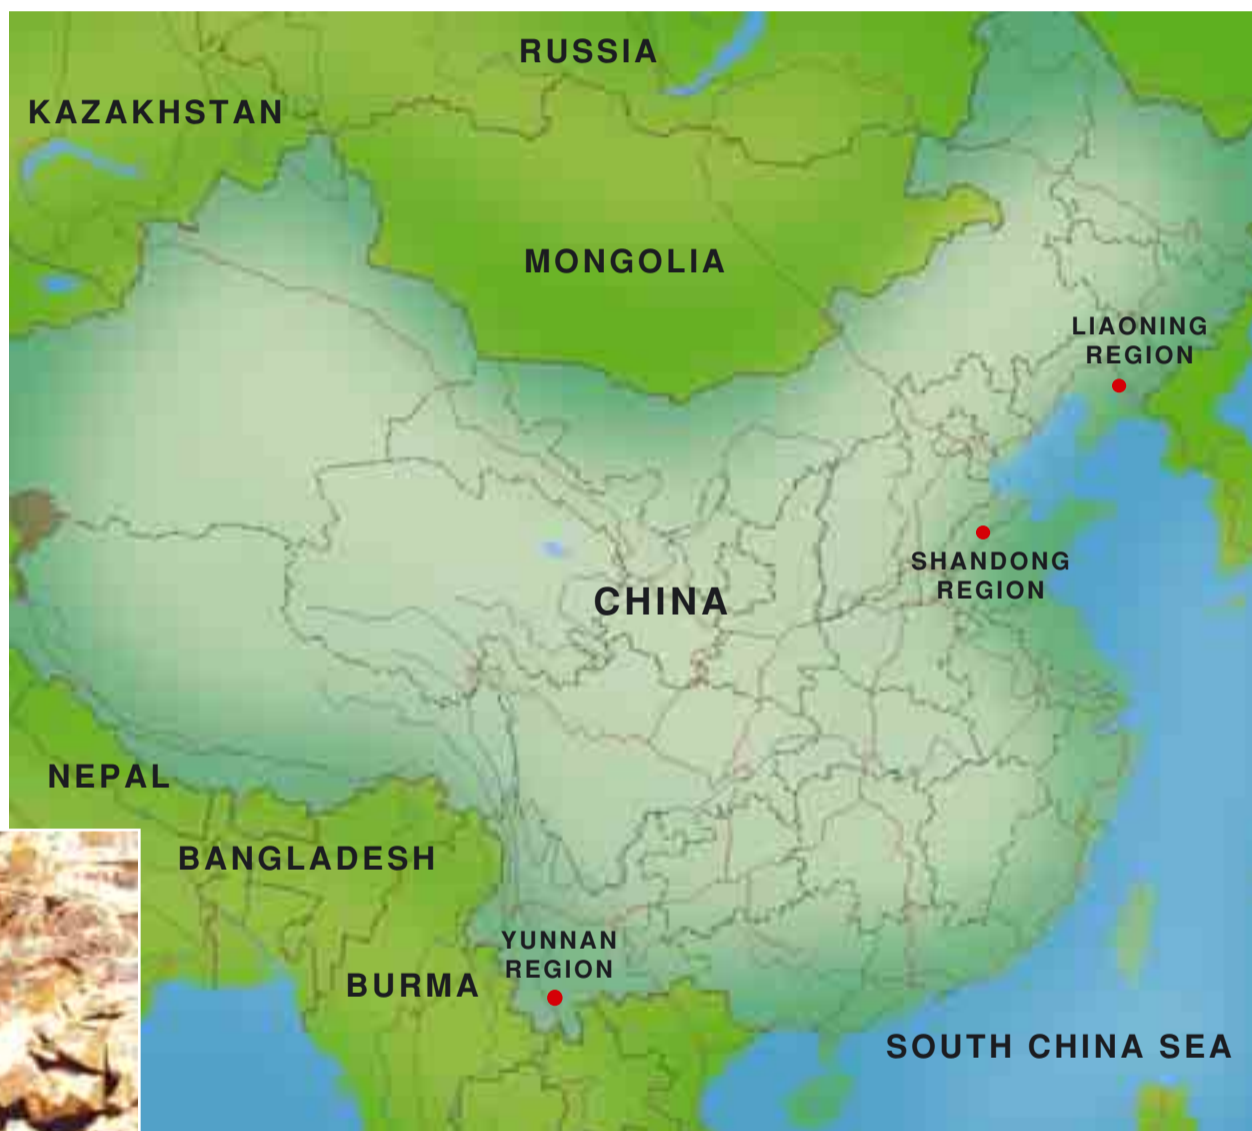 RUSSIA
KAZAKHSTAN
MONGOLIA
LIAONING
REGION
SHANDONG
REGION
CHINA
NEPAL
BANGLADESH
YUNNAN
REGION
BURMA
SOUTH CHINA SEA